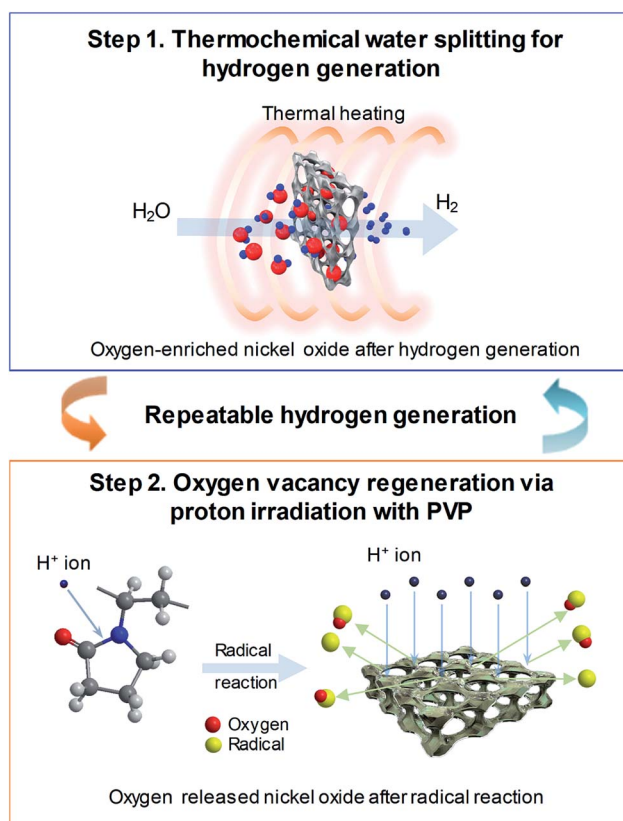 Step 1. Thermochemical water splitting for
hydrogen generation
Thermal heating
H₂O
H₂
Oxygen-enriched nickel oxide after hydrogen generation
Repeatable hydrogen generation
Step 2. Oxygen vacancy regeneration via
proton irradiation with PVP
H⁺ ion
H⁺ ion
Radical
reaction
Oxygen
Radical
Oxygen released nickel oxide after radical reaction